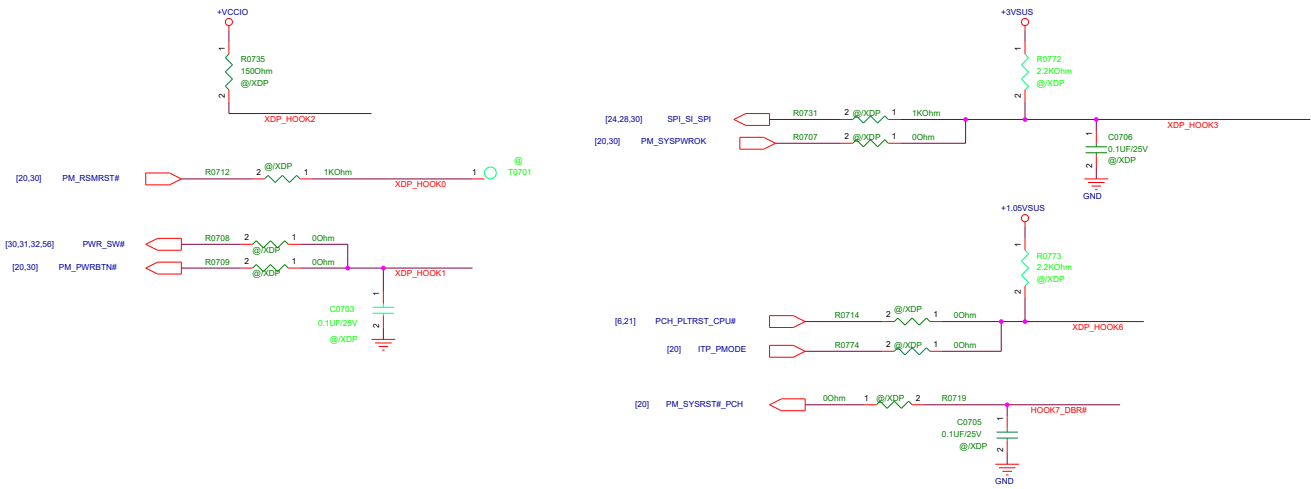 +VCCIO
1
R0735
150Ohm
@/XDP
2
XDP_HOOK2
[20,30] PM_RSMRST# R0712 2 @/XDP 1 1KOhm XDP_HOOK0 1 @ T0701
[30,31,32,56] PWR_SW# R0708 2 @/XDP 1 0Ohm
[20,30] PM_PWRBTN# R0709 2 @/XDP 1 0Ohm XDP_HOOK1
1
C0703
0.1UF/25V
2
@/XDP
GND
+3VSUS
1
R0772
2.2KOhm
@/XDP
2
[24,28,30] SPI_SI_SPI R0731 2 @/XDP 1 1KOhm XDP_HOOK3
[20,30] PM_SYSPWROK R0707 2 @/XDP 1 0Ohm
1
C0706
0.1UF/25V
@/XDP
2
GND
+1.05VSUS
1
R0773
2.2KOhm
@/XDP
2
[6,21] PCH_PLTRST_CPU# R0714 2 @/XDP 1 0Ohm XDP_HOOK6
[20] ITP_PMODE R0774 2 @/XDP 1 0Ohm
[20] PM_SYSRST#_PCH 0Ohm 1 @/XDP 2 R0719 HOOK7_DBR#
1
C0705
0.1UF/25V
@/XDP
2
GND